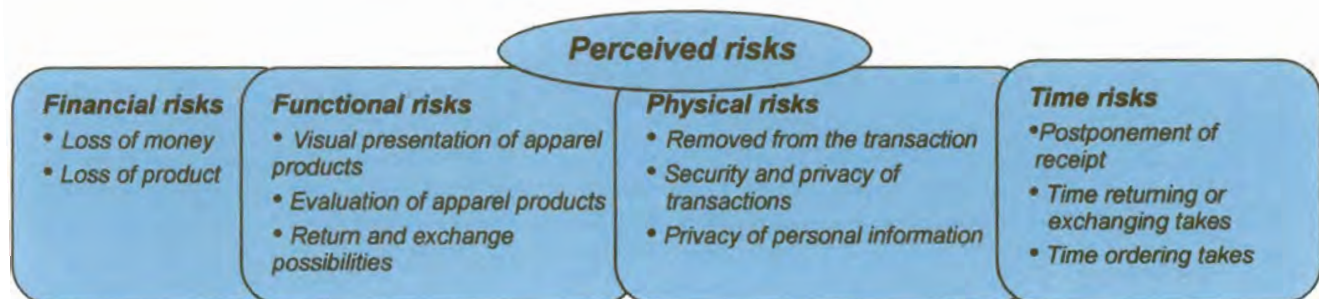 Perceived risks
Financial risks
• Loss of money
• Loss of product
Functional risks
• Visual presentation of apparel
products
• Evaluation of apparel products
• Return and exchange
possibilities
Physical risks
• Removed from the transaction
• Security and privacy of
transactions
• Privacy of personal information
Time risks
•Postponement of
receipt
• Time returning or
exchanging takes
• Time ordering takes